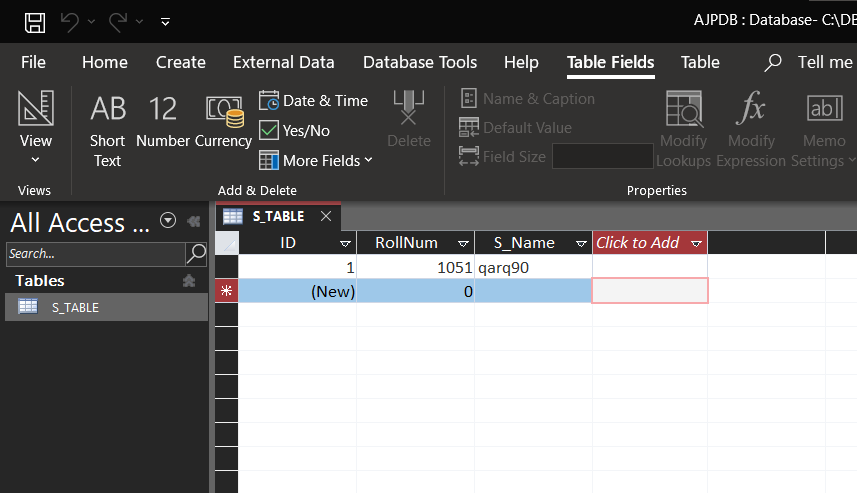 AJPDB : Database- C:\DE
File Home Create External Data Database Tools Help Table Fields Table Tell me
View
AB Short Text
12 Number
Currency
Date & Time
Yes/No
More Fields
Delete
Name & Caption
Default Value
Field Size
Modify Lookups
fx Modify Expression
ab Memo Settings
Views Add & Delete Properties
All Access ...
Search...
Tables
S_TABLE
S_TABLE
ID RollNum S_Name Click to Add
1 1051 qarq90
(New) 0